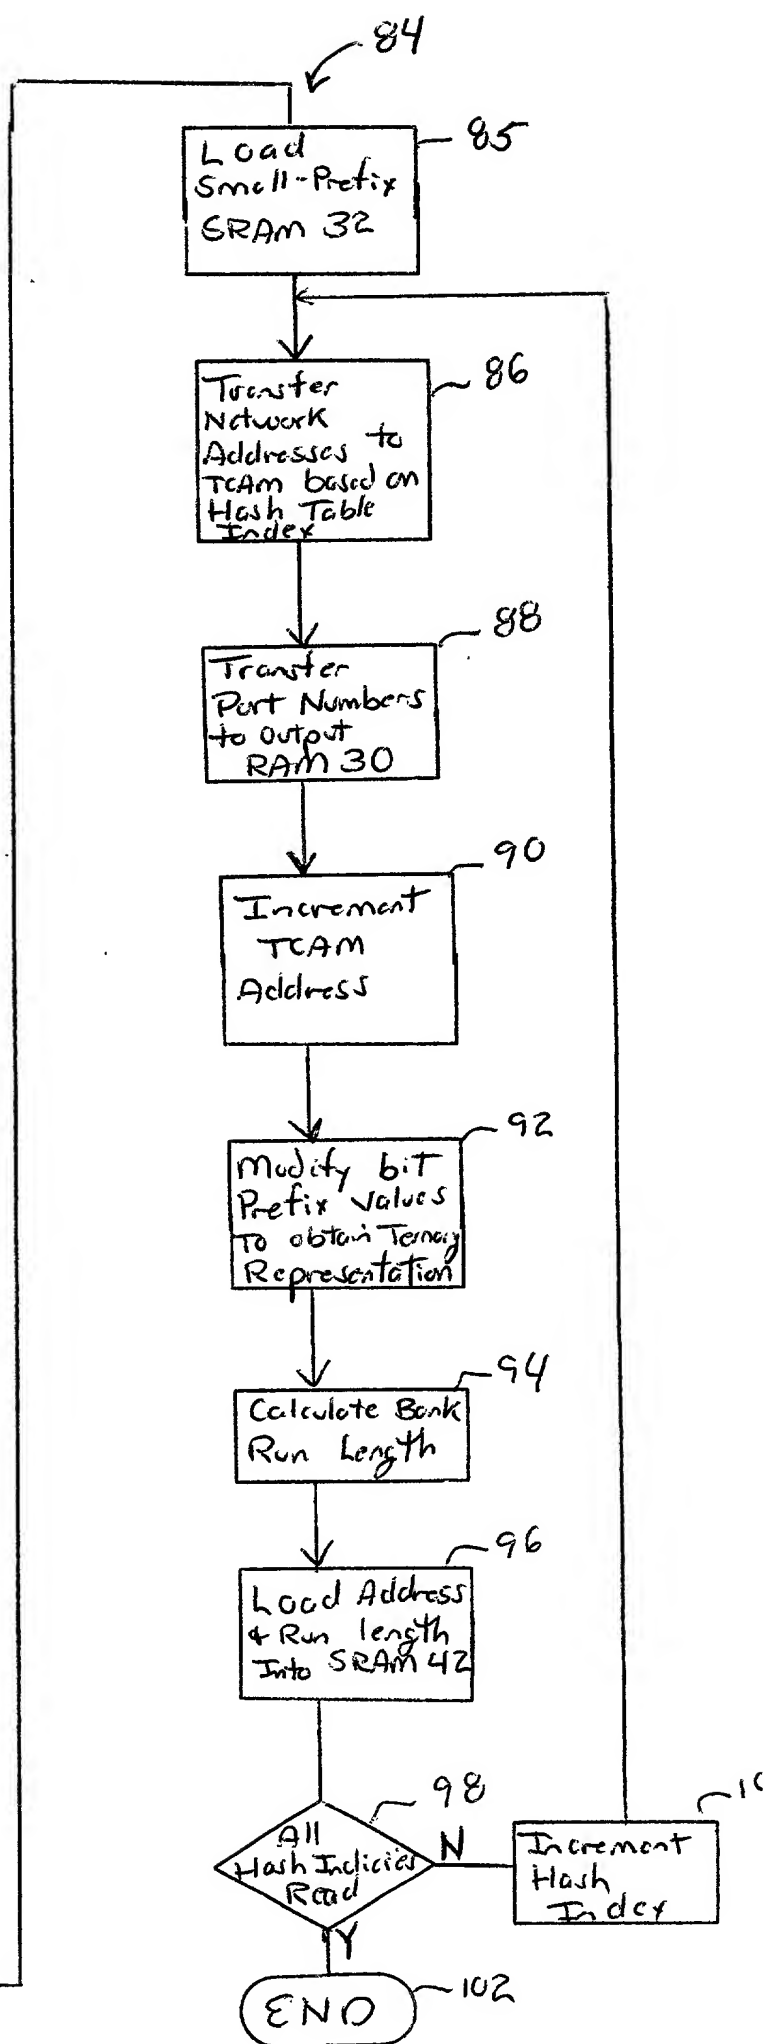 84
85
Load
Small-Prefix
SRAM 32
86
Transfer
Network
Addresses to
TCAM based on
Hash Table
Index
88
Transfer
Port Numbers
to Output
RAM 30
90
Increment
TCAM
Address
92
Modify bit
Prefix Values
To obtain Ternary
Representation
94
Calculate Bank
Run Length
96
Load Address
& Run length
Into SRAM 42
98
All
Hash Indicies
Read
N
Y
Increment
Hash
Index
END
102